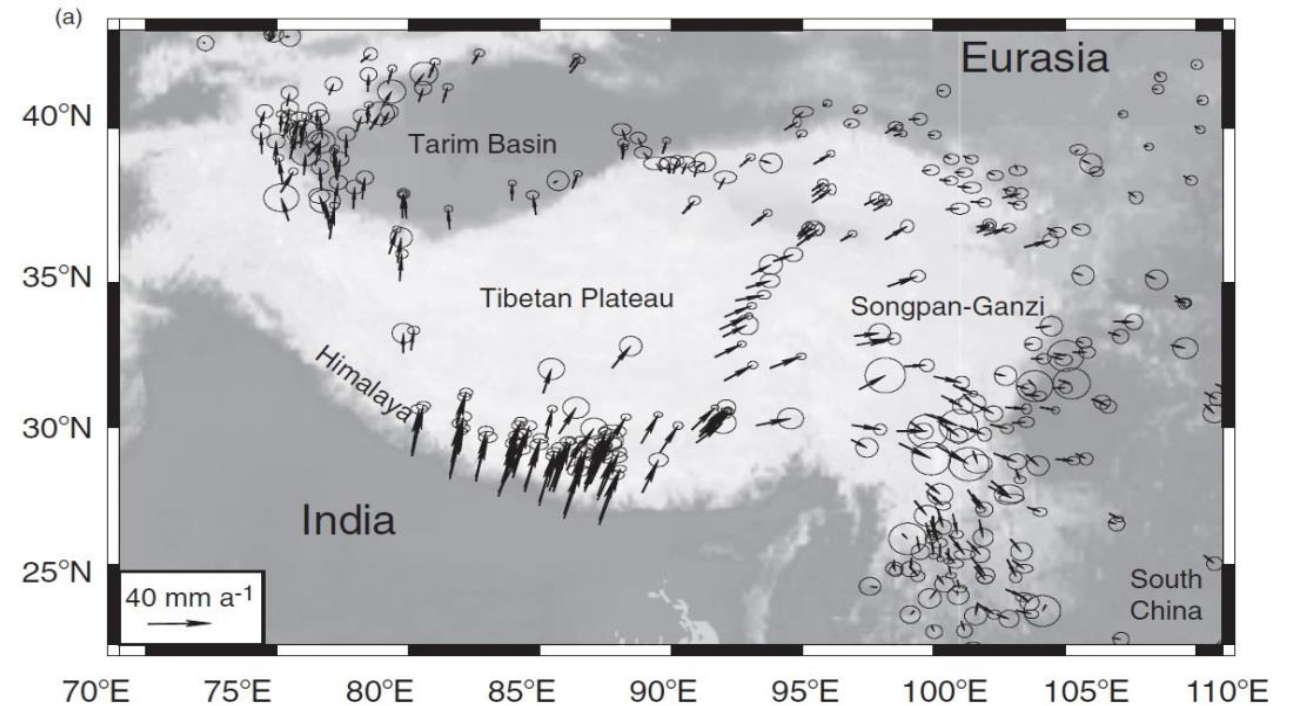 (a)
Eurasia
40°N
Tarim Basin
35°N
Tibetan Plateau
Songpan-Ganzi
Himalaya
30°N
India
25°N
40 mm a-1
South
China
70°E 75°E 80°E 85°E 90°E 95°E 100°E 105°E 110°E